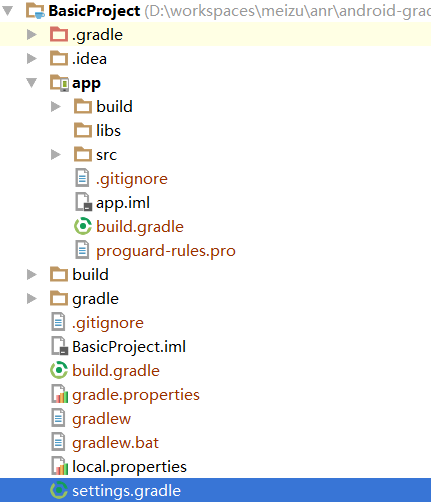 BasicProject (D:\workspaces\meizu\anr\android-grad
.gradle
.idea
app
build
libs
src
.gitignore
app.iml
build.gradle
proguard-rules.pro
build
gradle
.gitignore
BasicProject.iml
build.gradle
gradle.properties
gradlew
gradlew.bat
local.properties
settings.gradle